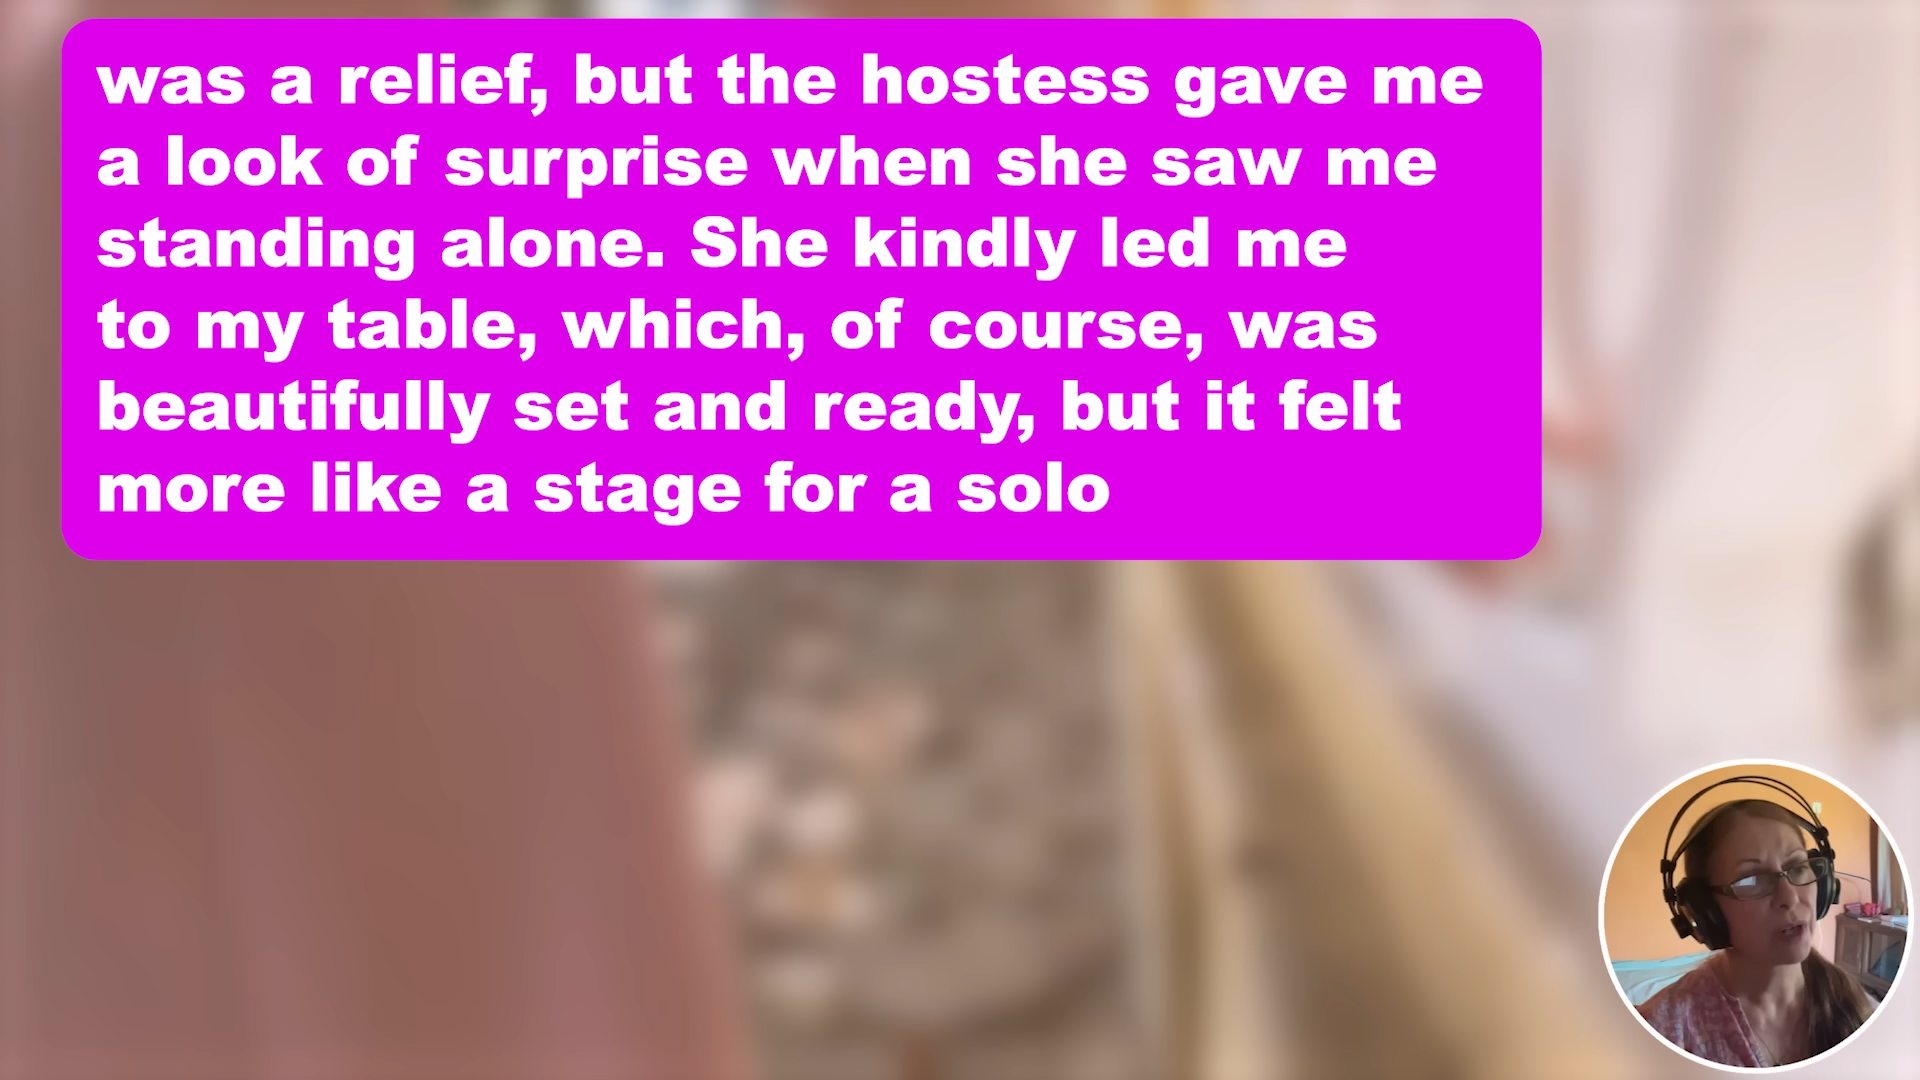 was a relief, but the hostess gave me
a look of surprise when she saw me
standing alone. She kindly led me
to my table, which, of course, was
beautifully set and ready, but it felt
more like a stage for a solo